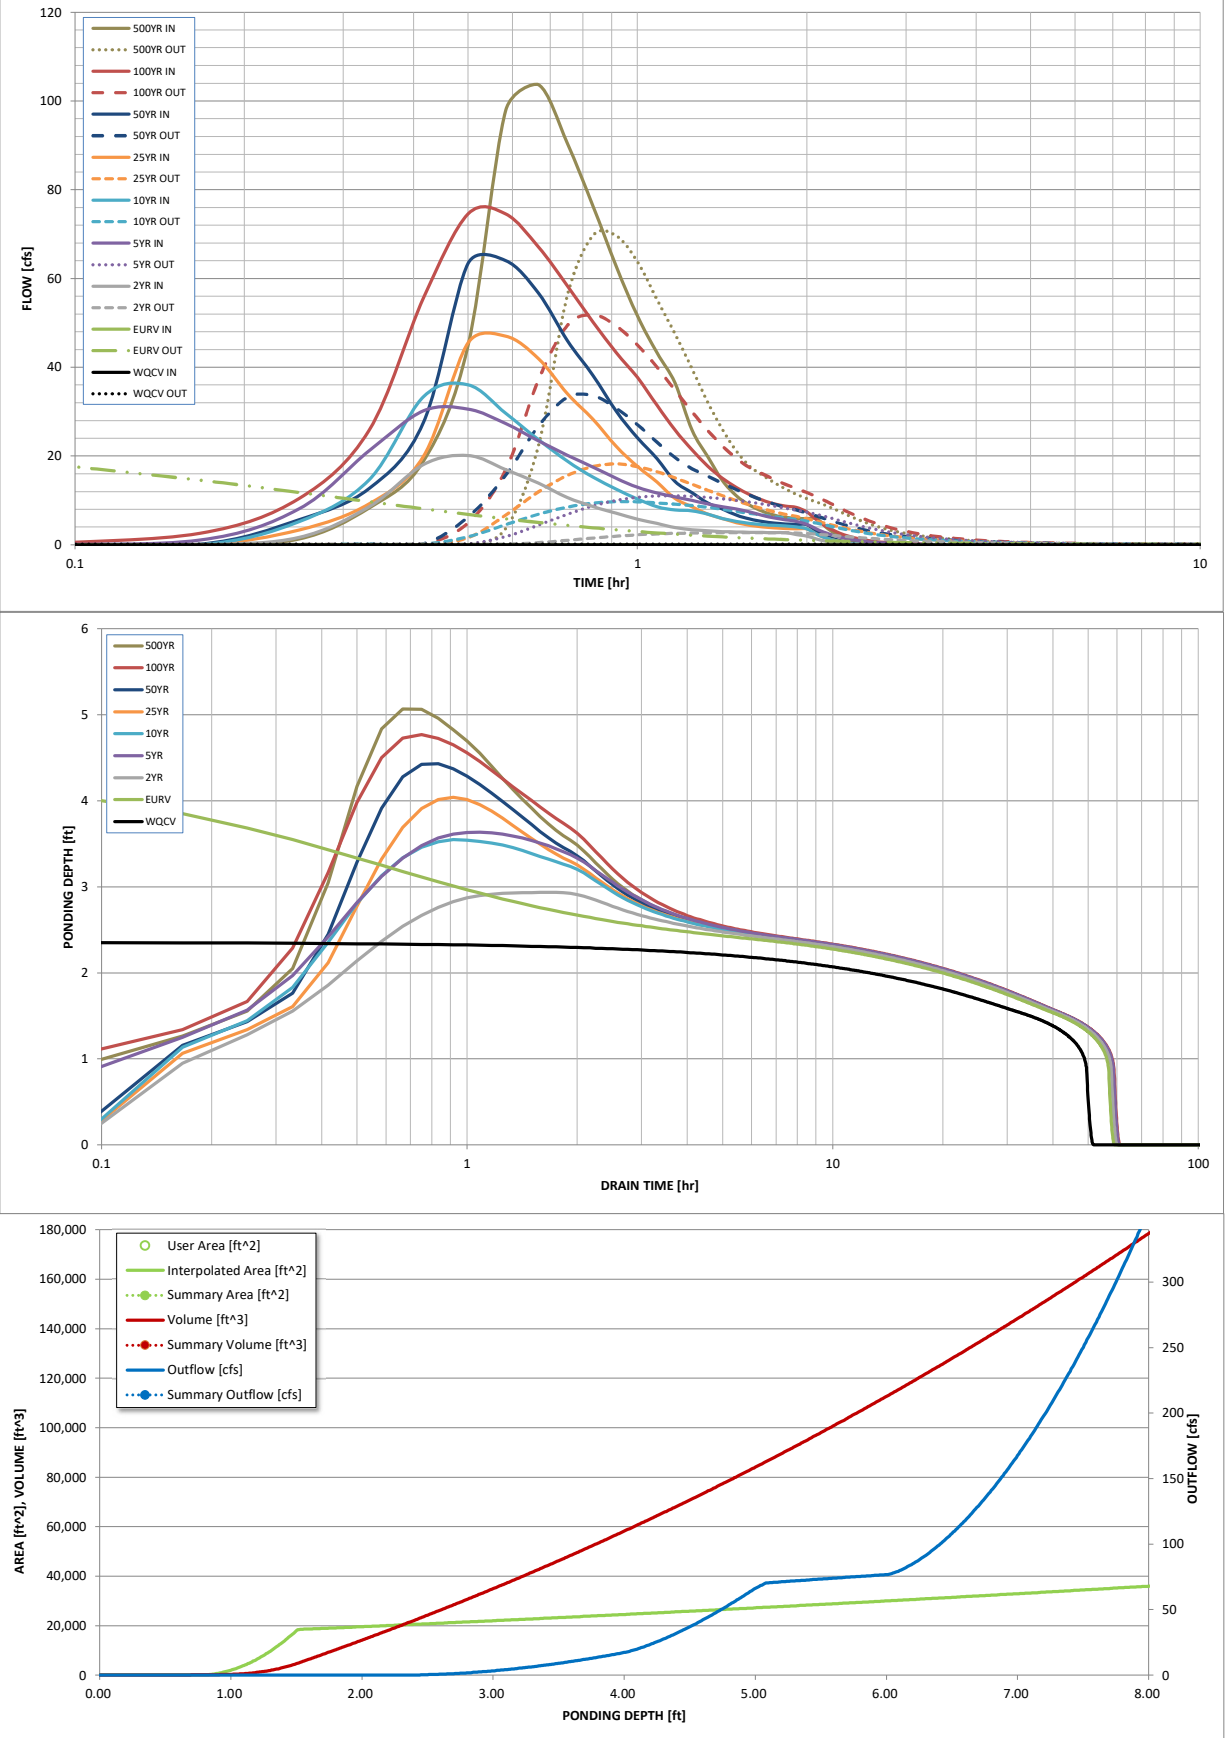 120
100
80
60
40
20
0
FLOW [cfs]
500YR IN
500YR OUT
100YR IN
100YR OUT
50YR IN
50YR OUT
25YR IN
25YR OUT
10YR IN
10YR OUT
5YR IN
5YR OUT
2YR IN
2YR OUT
EURV IN
EURV OUT
WQCV IN
WQCV OUT
0.1 1 10
TIME [hr]
6
5
4
3
2
1
0
PONDING DEPTH [ft]
500YR
100YR
50YR
25YR
10YR
5YR
2YR
EURV
WQCV
0.1 1 10 100
DRAIN TIME [hr]
180,000
160,000
140,000
120,000
100,000
80,000
60,000
40,000
20,000
0
AREA [ft^2], VOLUME [ft^3]
User Area [ft^2]
Interpolated Area [ft^2]
Summary Area [ft^2]
Volume [ft^3]
Summary Volume [ft^3]
Outflow [cfs]
Summary Outflow [cfs]
300
250
200
150
100
50
0
OUTFLOW [cfs]
0.00 1.00 2.00 3.00 4.00 5.00 6.00 7.00 8.00
PONDING DEPTH [ft]